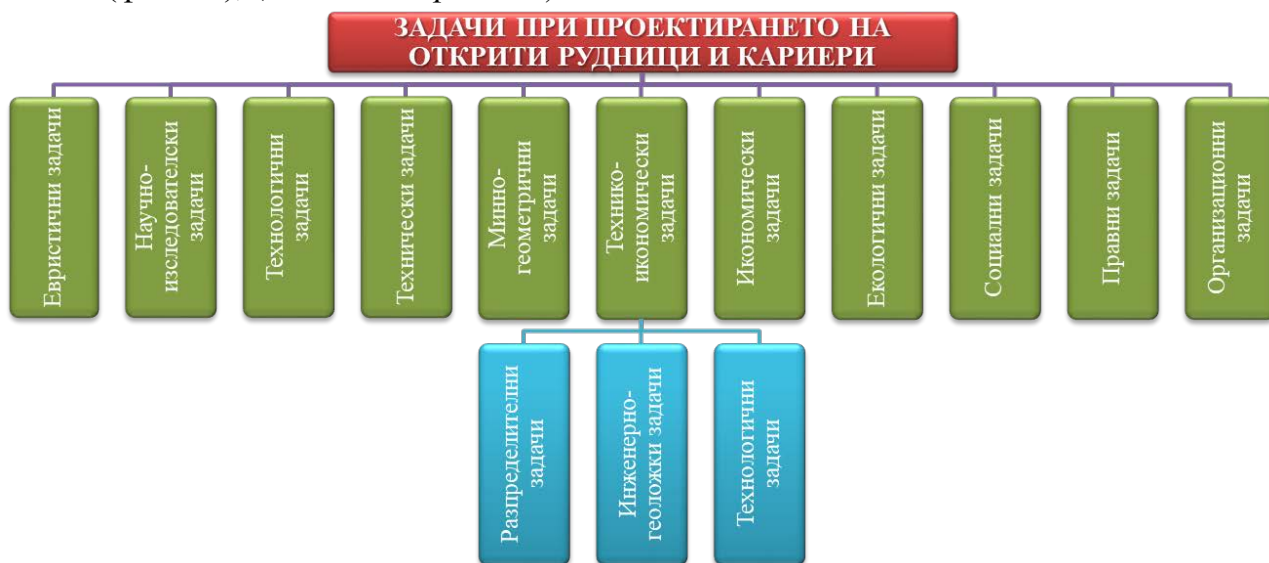 ЗАДАЧИ ПРИ ПРОЕКТИРАНЕТО НА
ОТКРИТИ РУДНИЦИ И КАРИЕРИ
Евристични задачи
Научно-
изследователски
задачи
Технологични
задачи
Технически задачи
Минно-
геометрични
задачи
Технико-
икономически
задачи
Икономически
задачи
Екологични задачи
Социални задачи
Правни задачи
Организационни
задачи
Разпределителни
задачи
Инженерно-
геоложки задачи
Технологични
задачи